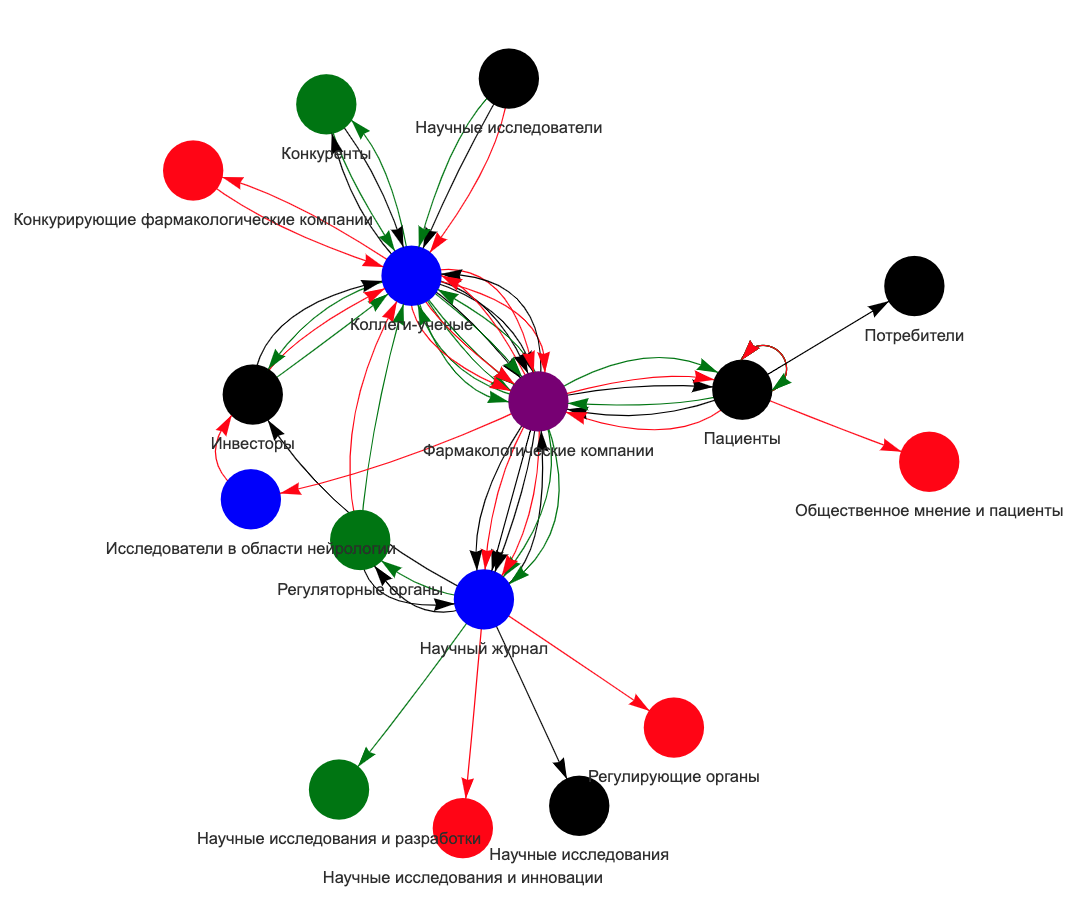 Научные исследователи
Конкуренты
Конкурирующие фармакологические компании
Коллеги-ученые
Потребители
Пациенты
Инвесторы
Фармакологические компании
Общественное мнение и пациенты
Исследователи в области нейрологии
Регуляторные органы
Научный журнал
Регулирующие органы
Научные исследования и разработки
Научные исследования
Научные исследования и инновации